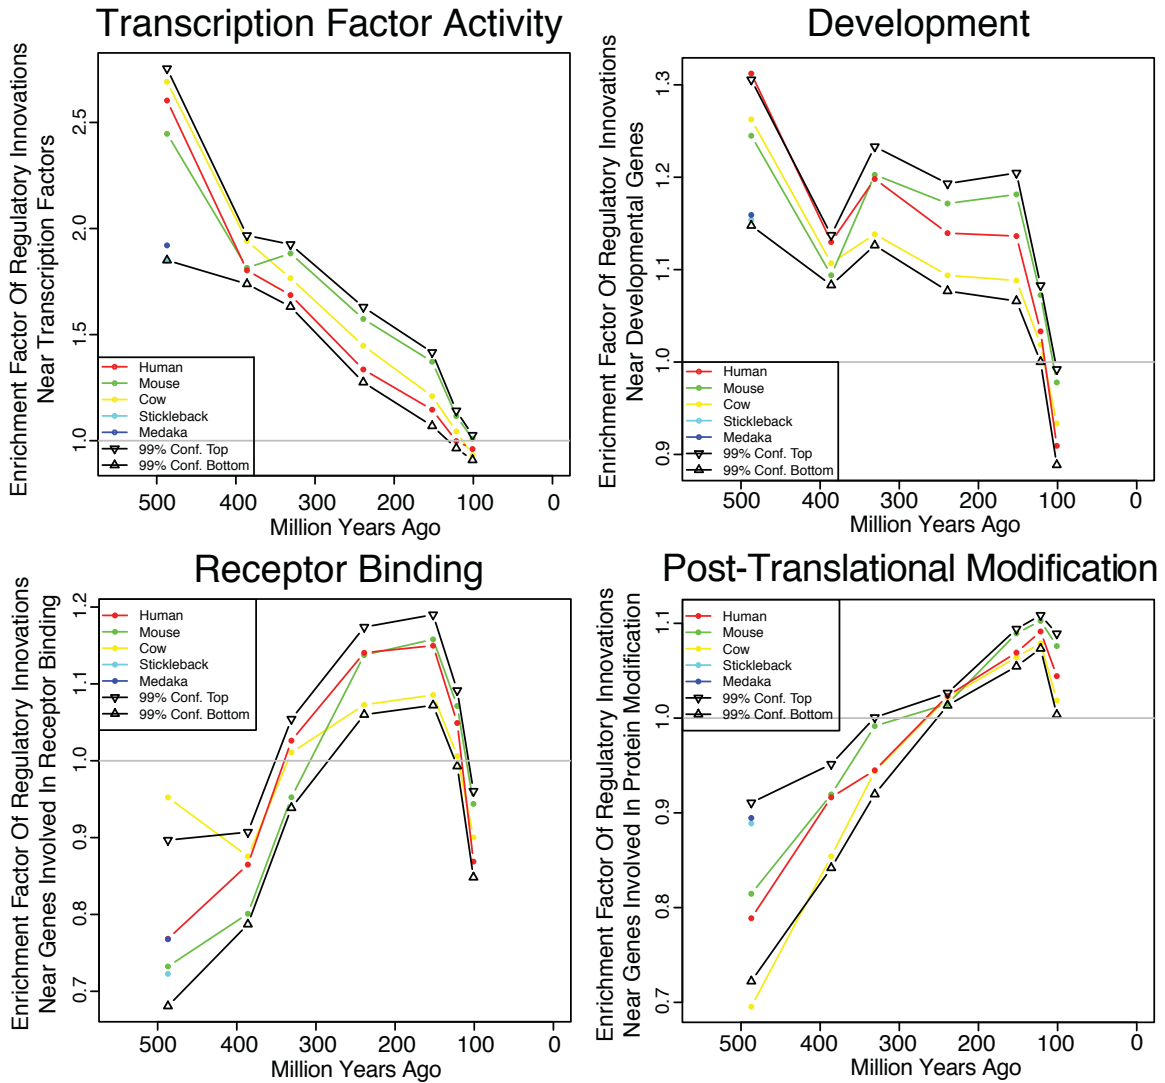 Transcription Factor Activity
Enrichment Factor Of Regulatory Innovations
Near Transcription Factors
2.5
2.0
1.5
1.0
Human
Mouse
Cow
Stickleback
Medaka
99% Conf. Top
99% Conf. Bottom
500 400 300 200 100 0
Million Years Ago
Development
Enrichment Factor Of Regulatory Innovations
Near Developmental Genes
1.3
1.2
1.1
1.0
0.9
Human
Mouse
Cow
Stickleback
Medaka
99% Conf. Top
99% Conf. Bottom
500 400 300 200 100 0
Million Years Ago
Receptor Binding
Enrichment Factor Of Regulatory Innovations
Near Genes Involved In Receptor Binding
1.2
1.1
1.0
0.9
0.8
0.7
Human
Mouse
Cow
Stickleback
Medaka
99% Conf. Top
99% Conf. Bottom
500 400 300 200 100 0
Million Years Ago
Post-Translational Modification
Enrichment Factor Of Regulatory Innovations
Near Genes Involved In Protein Modification
1.1
1.0
0.9
0.8
0.7
Human
Mouse
Cow
Stickleback
Medaka
99% Conf. Top
99% Conf. Bottom
500 400 300 200 100 0
Million Years Ago